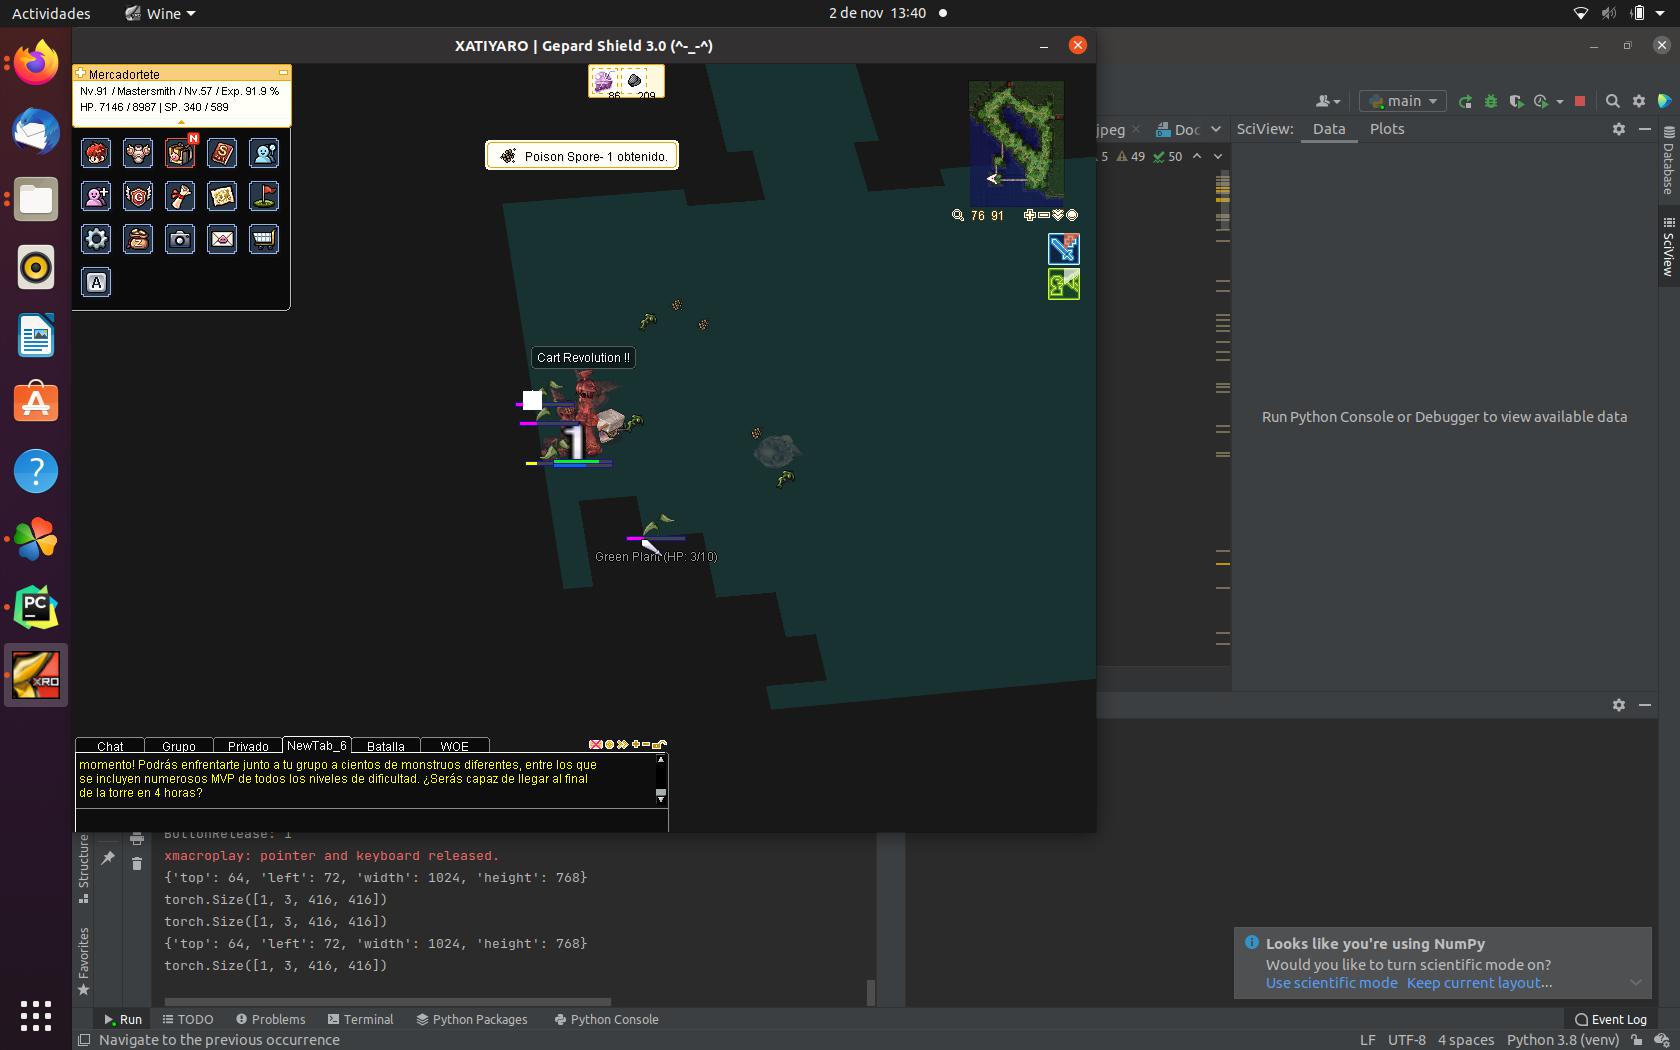 Actividades
Wine
2 de nov 13:40
XATIYARO | Gepard Shield 3.0 (^-_-^)
Mercadortete
Nv.91 / Mastersmith / Nv.57 / Exp. 91.9 %
HP. 7146 / 8987 | SP. 340 / 589
N
A
86 209
Poison Spore- 1 obtenido.
76 91
Cart Revolution !!
1
Green Plant (HP: 3/10)
Chat
Grupo
Privado
NewTab_6
Batalla
WOE
momento! Podrás enfrentarte junto a tu grupo a cientos de monstruos diferentes, entre los que
se incluyen numerosos MVP de todos los niveles de dificultad. ¿Serás capaz de llegar al final
de la torre en 4 horas?
main
jpeg
Doc
SciView:
Data
Plots
5 49 50
Database
SciView
Run Python Console or Debugger to view available data
PC
XRO
Structure
Favorites
ButtonRelease: 1
xmacroplay: pointer and keyboard released.
{'top': 64, 'left': 72, 'width': 1024, 'height': 768}
torch.Size([1, 3, 416, 416])
torch.Size([1, 3, 416, 416])
{'top': 64, 'left': 72, 'width': 1024, 'height': 768}
torch.Size([1, 3, 416, 416])
Looks like you're using NumPy
Would you like to turn scientific mode on?
Use scientific mode Keep current layout...
Run
TODO
Problems
Terminal
Python Packages
Python Console
Event Log
Navigate to the previous occurrence
LF UTF-8 4 spaces Python 3.8 (venv)